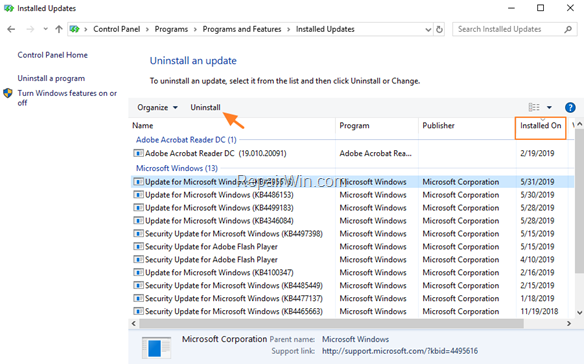 Installed Updates
Control Panel > Programs > Programs and Features > Installed Updates
Search Installed Updates
Control Panel Home
Uninstall a program
Turn Windows features on or
off
Uninstall an update
To uninstall an update, select it from the list and then click Uninstall or Change.
Organize Uninstall
Name Program Publisher Installed On
Adobe Acrobat Reader DC (1)
Adobe Acrobat Reader DC (19.010.20091) Adobe Acrobat Rea... 2/19/2019
Microsoft Windows (13)
Update for Microsoft Windows Microsoft Windows Microsoft Corporation 5/31/2019
RepairWin.com
Update for Microsoft Windows (KB4486153) Microsoft Windows Microsoft Corporation 5/30/2019
Update for Microsoft Windows (KB4499183) Microsoft Windows Microsoft Corporation 5/28/2019
Update for Microsoft Windows (KB4346084) Microsoft Windows Microsoft Corporation 5/28/2019
Security Update for Microsoft Windows (KB4497398) Microsoft Windows Microsoft Corporation 5/15/2019
Security Update for Adobe Flash Player Microsoft Windows Microsoft Corporation 5/15/2019
Security Update for Adobe Flash Player Microsoft Windows Microsoft Corporation 4/10/2019
Update for Microsoft Windows (KB4100347) Microsoft Windows Microsoft Corporation 2/16/2019
Security Update for Microsoft Windows (KB4485449) Microsoft Windows Microsoft Corporation 2/15/2019
Security Update for Microsoft Windows (KB4477137) Microsoft Windows Microsoft Corporation 1/18/2019
Security Update for Microsoft Windows (KB4465663) Microsoft Windows Microsoft Corporation 11/19/2018
Microsoft Corporation Parent name: Microsoft Windows
Support link: http://support.microsoft.com/?kbid=4495616